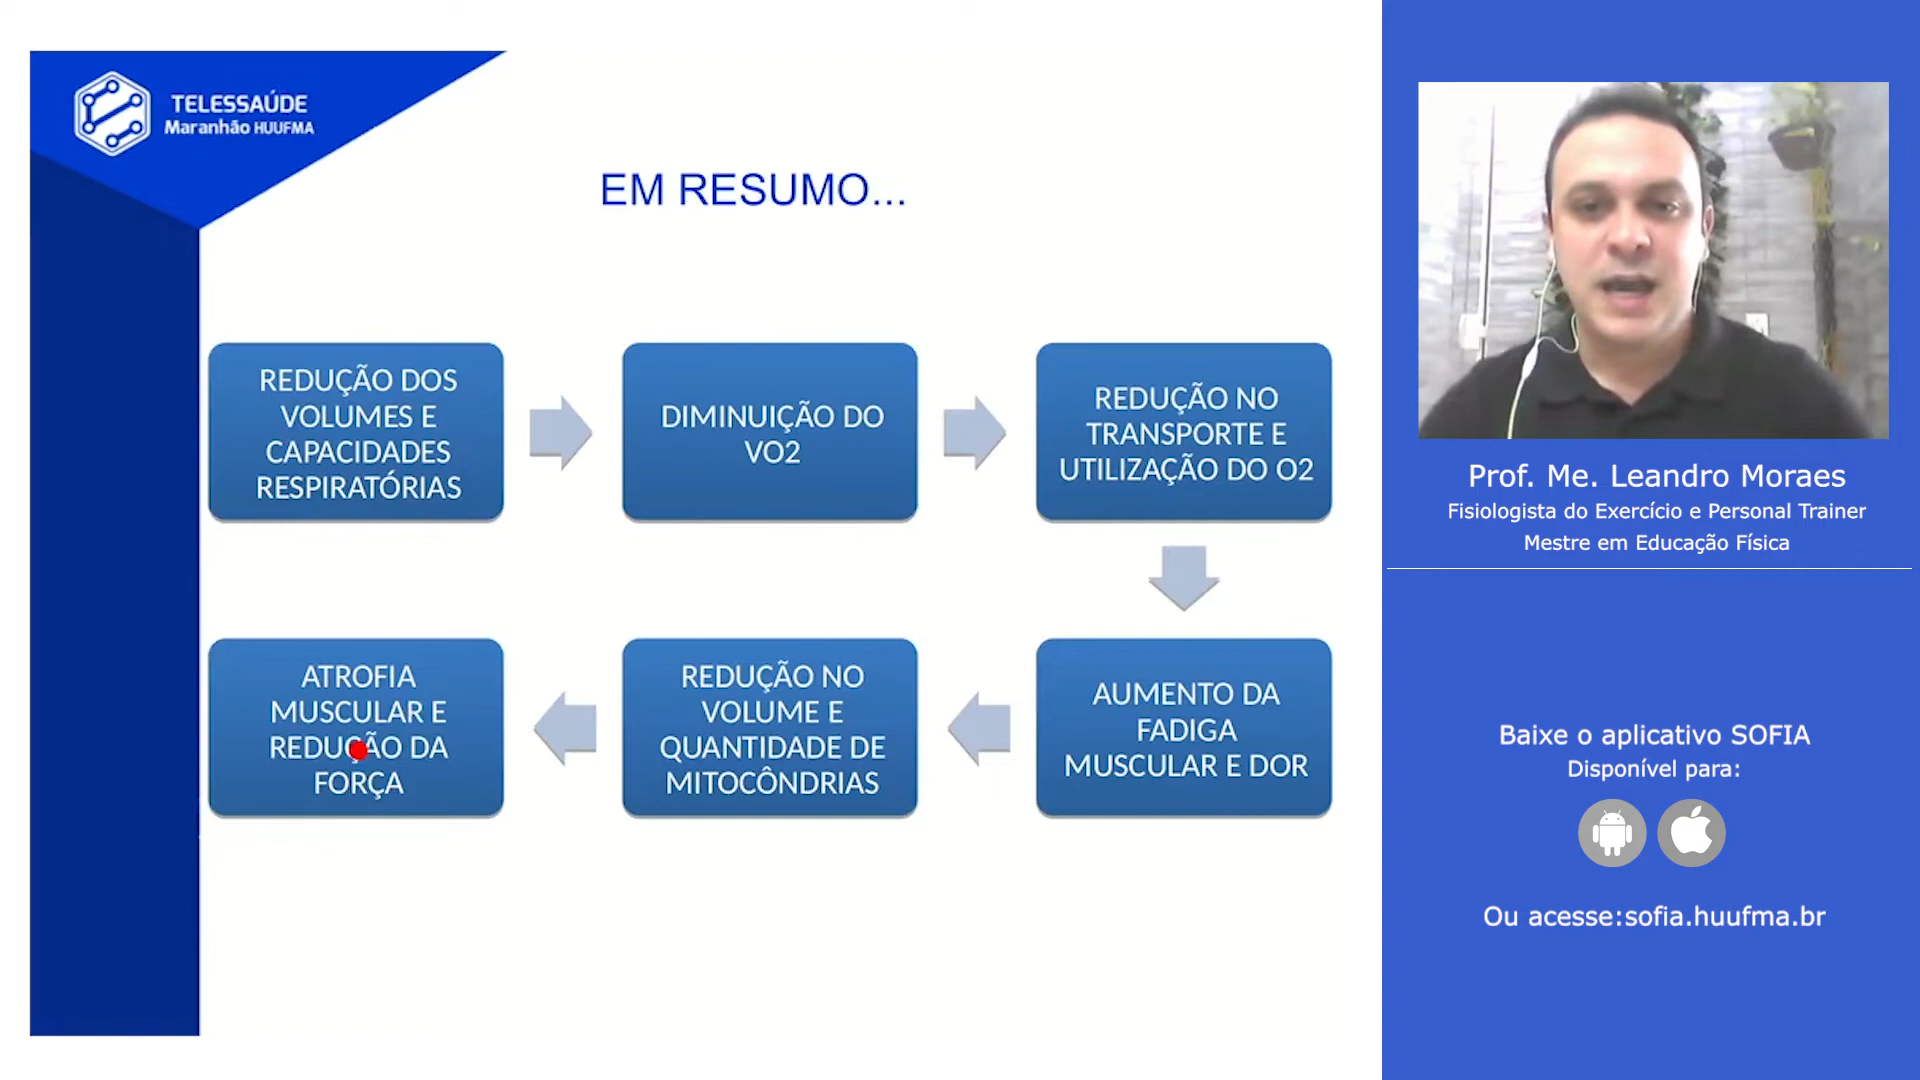 TELESSAÚDE
Maranhão HUUFMA
EM RESUMO...
REDUÇÃO DOS
VOLUMES E
CAPACIDADES
RESPIRATÓRIAS
DIMINUIÇÃO DO
VO2
REDUÇÃO NO
TRANSPORTE E
UTILIZAÇÃO DO O2
AUMENTO DA
FADIGA
MUSCULAR E DOR
REDUÇÃO NO
VOLUME E
QUANTIDADE DE
MITOCÔNDRIAS
ATROFIA
MUSCULAR E
REDUÇÃO DA
FORÇA
Prof. Me. Leandro Moraes
Fisiologista do Exercício e Personal Trainer
Mestre em Educação Física
Baixe o aplicativo SOFIA
Disponível para:
Ou acesse:sofia.huufma.br